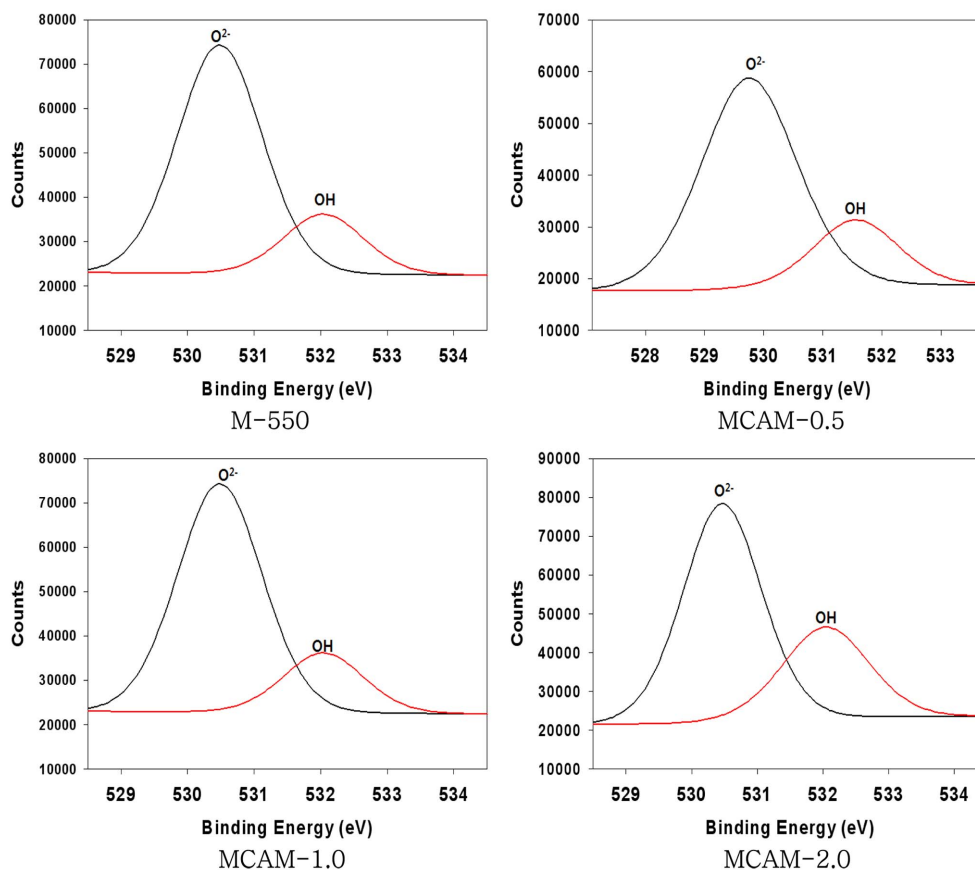 80000
70000
60000
50000
40000
30000
20000
10000
Counts
O²⁻
OH
529 530 531 532 533 534
Binding Energy (eV)
M-550
70000
60000
50000
40000
30000
20000
10000
Counts
O²⁻
OH
528 529 530 531 532 533
Binding Energy (eV)
MCAM-0.5
80000
70000
60000
50000
40000
30000
20000
10000
Counts
O²⁻
OH
529 530 531 532 533 534
Binding Energy (eV)
MCAM-1.0
90000
80000
70000
60000
50000
40000
30000
20000
10000
Counts
O²⁻
OH
529 530 531 532 533 534
Binding Energy (eV)
MCAM-2.0